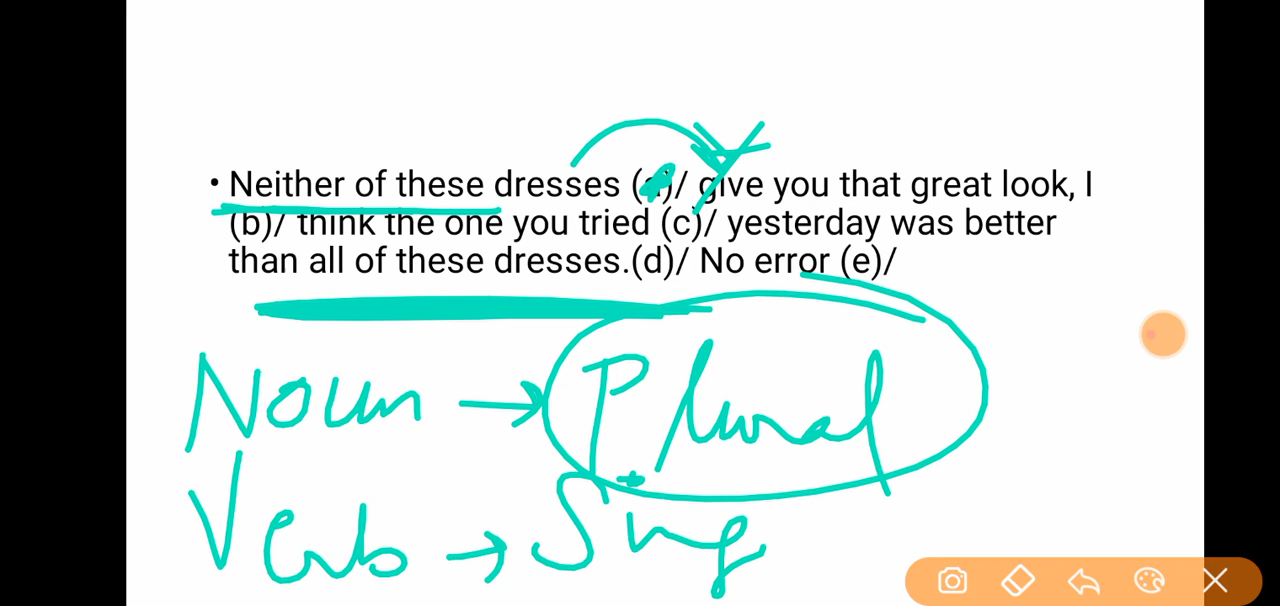 • Neither of these dresses (a)/ give you that great look, I
(b)/ think the one you tried (c)/ yesterday was better
than all of these dresses.(d)/ No error (e)/
Noun → Plural
Verb → Sing